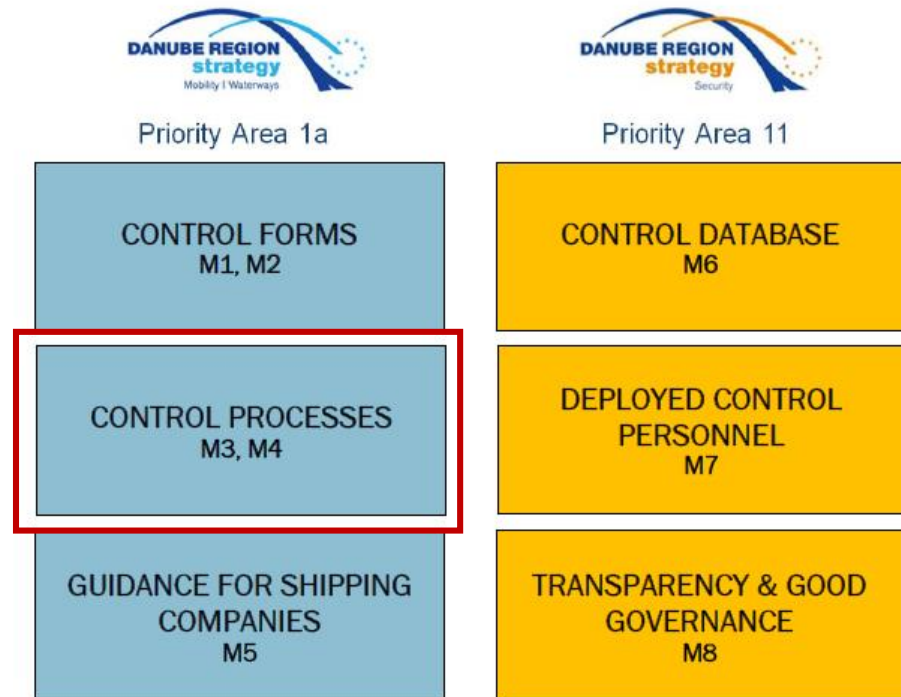 DANUBE REGION
strategy
Mobility | Waterways
Priority Area 1a
CONTROL FORMS
M1, M2
CONTROL PROCESSES
M3, M4
GUIDANCE FOR SHIPPING
COMPANIES
M5
DANUBE REGION
strategy
Security
Priority Area 11
CONTROL DATABASE
M6
DEPLOYED CONTROL
PERSONNEL
M7
TRANSPARENCY & GOOD
GOVERNANCE
M8